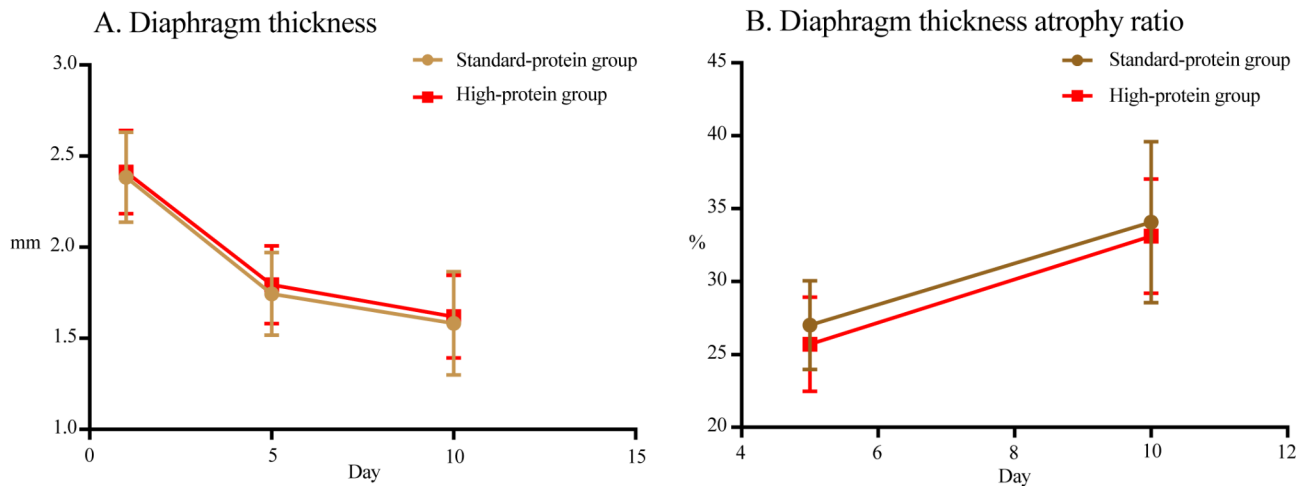 A. Diaphragm thickness
Standard-protein group
High-protein group
3.0
2.5
mm 2.0
1.5
1.0
0 5 10 15
Day
B. Diaphragm thickness atrophy ratio
Standard-protein group
High-protein group
45
40
35
%
30
25
20
4 6 8 10 12
Day